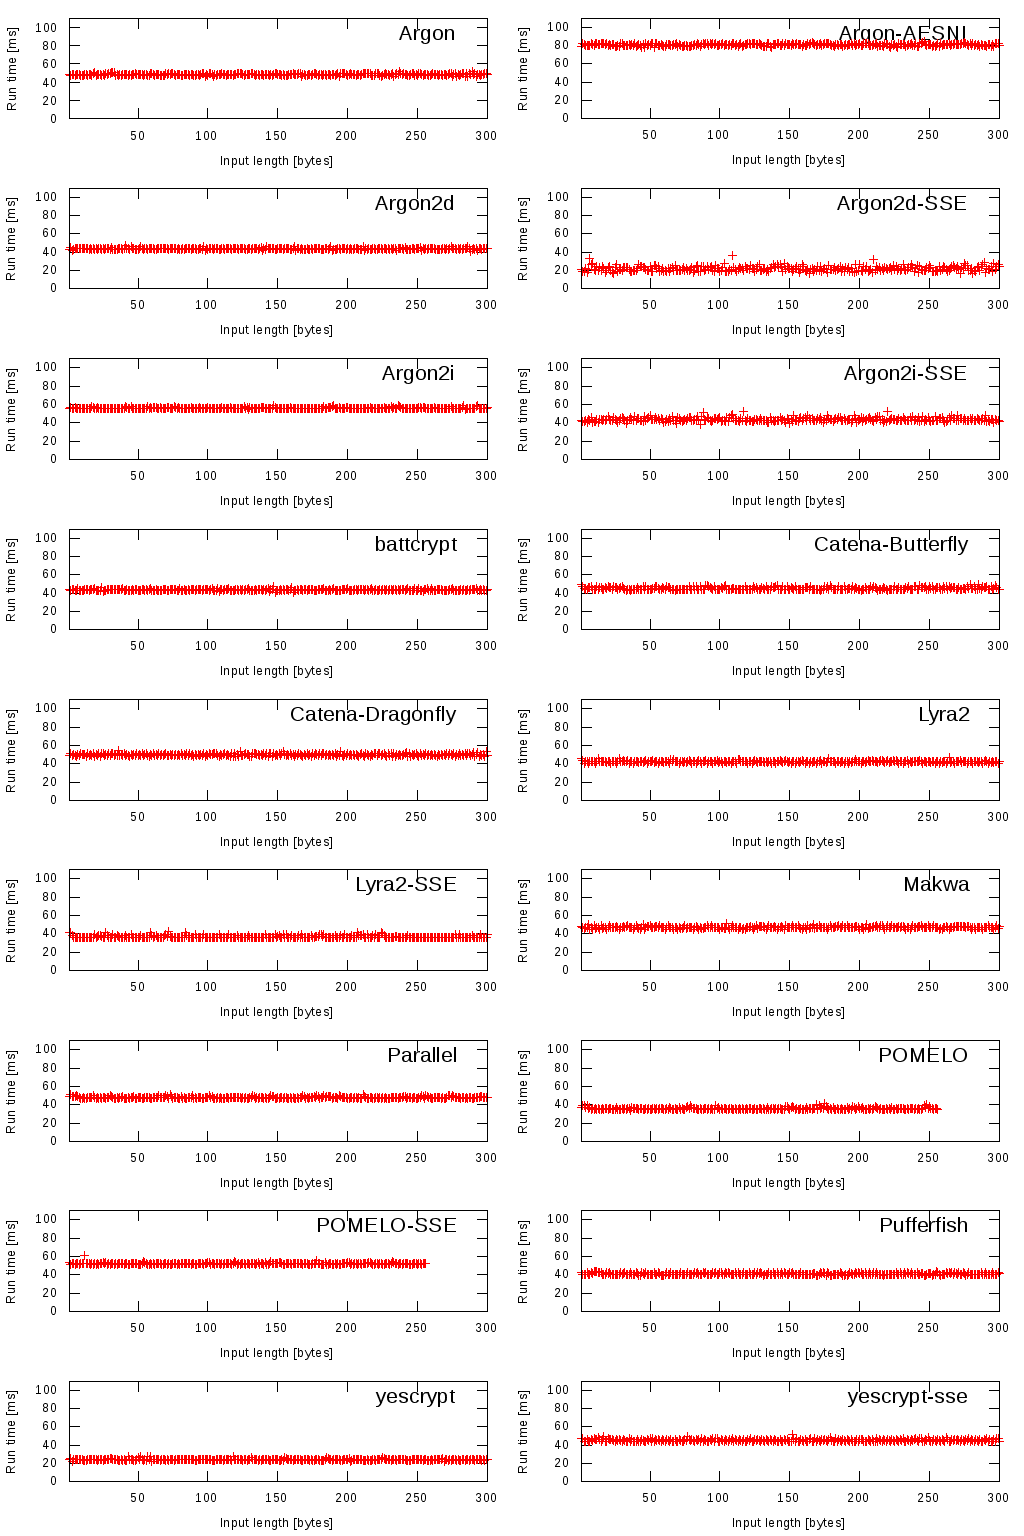 Argon
Run time [ms]
100
80
60
40
20
0
50 100 150 200 250 300
Input length [bytes]
Argon-AESNI
Run time [ms]
100
80
60
40
20
0
50 100 150 200 250 300
Input length [bytes]
Argon2d
Run time [ms]
100
80
60
40
20
0
50 100 150 200 250 300
Input length [bytes]
Argon2d-SSE
Run time [ms]
100
80
60
40
20
0
50 100 150 200 250 300
Input length [bytes]
Argon2i
Run time [ms]
100
80
60
40
20
0
50 100 150 200 250 300
Input length [bytes]
Argon2i-SSE
Run time [ms]
100
80
60
40
20
0
50 100 150 200 250 300
Input length [bytes]
battcrypt
Run time [ms]
100
80
60
40
20
0
50 100 150 200 250 300
Input length [bytes]
Catena-Butterfly
Run time [ms]
100
80
60
40
20
0
50 100 150 200 250 300
Input length [bytes]
Catena-Dragonfly
Run time [ms]
100
80
60
40
20
0
50 100 150 200 250 300
Input length [bytes]
Lyra2
Run time [ms]
100
80
60
40
20
0
50 100 150 200 250 300
Input length [bytes]
Lyra2-SSE
Run time [ms]
100
80
60
40
20
0
50 100 150 200 250 300
Input length [bytes]
Makwa
Run time [ms]
100
80
60
40
20
0
50 100 150 200 250 300
Input length [bytes]
Parallel
Run time [ms]
100
80
60
40
20
0
50 100 150 200 250 300
Input length [bytes]
POMELO
Run time [ms]
100
80
60
40
20
0
50 100 150 200 250 300
Input length [bytes]
POMELO-SSE
Run time [ms]
100
80
60
40
20
0
50 100 150 200 250 300
Input length [bytes]
Pufferfish
Run time [ms]
100
80
60
40
20
0
50 100 150 200 250 300
Input length [bytes]
yescrypt
Run time [ms]
100
80
60
40
20
0
50 100 150 200 250 300
Input length [bytes]
yescrypt-sse
Run time [ms]
100
80
60
40
20
0
50 100 150 200 250 300
Input length [bytes]